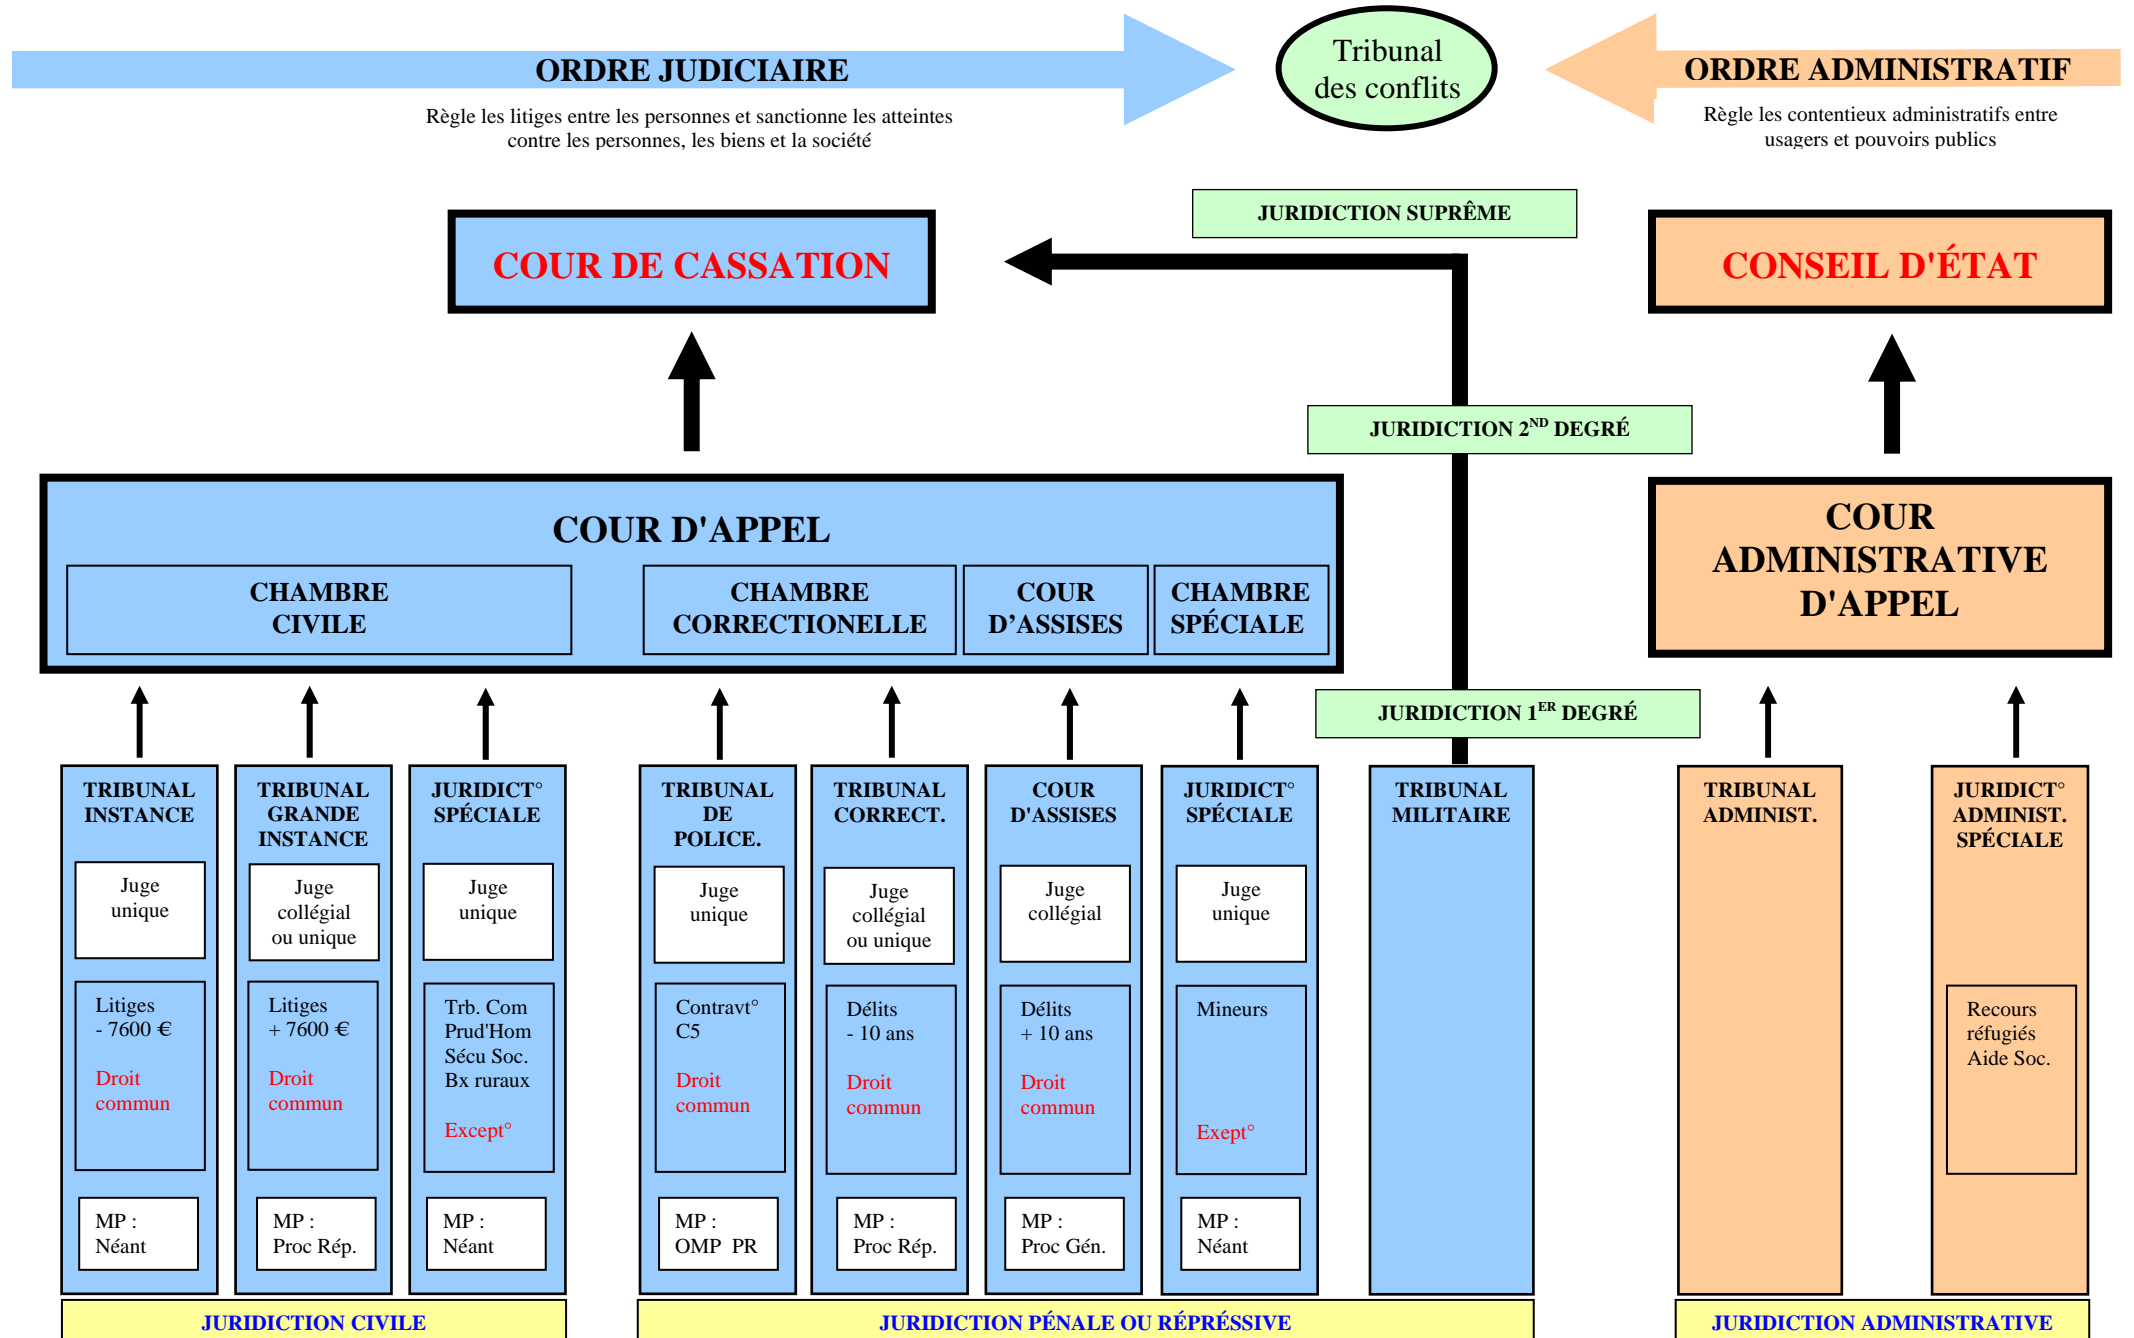 ORDRE JUDICIAIRE
Règle les litiges entre les personnes et sanctionne les atteintes
contre les personnes, les biens et la société
Tribunal
des conflits
ORDRE ADMINISTRATIF
Règle les contentieux administratifs entre
usagers et pouvoirs publics
JURIDICTION SUPRÊME
COUR DE CASSATION
CONSEIL D'ÉTAT
JURIDICTION 2ND DEGRÉ
COUR D'APPEL
CHAMBRE
CIVILE
CHAMBRE
CORRECTIONELLE
COUR
D’ASSISES
CHAMBRE
SPÉCIALE
COUR
ADMINISTRATIVE
D'APPEL
JURIDICTION 1ER DEGRÉ
TRIBUNAL
INSTANCE
Juge
unique
Litiges
- 7600 €
Droit
commun
MP :
Néant
TRIBUNAL
GRANDE
INSTANCE
Juge
collégial
ou unique
Litiges
+ 7600 €
Droit
commun
MP :
Proc Rép.
JURIDICT°
SPÉCIALE
Juge
unique
Trb. Com
Prud'Hom
Sécu Soc.
Bx ruraux
Except°
MP :
Néant
TRIBUNAL
DE
POLICE.
Juge
unique
Contravt°
C5
Droit
commun
MP :
OMP PR
TRIBUNAL
CORRECT.
Juge
collégial
ou unique
Délits
- 10 ans
Droit
commun
MP :
Proc Rép.
COUR
D'ASSISES
Juge
collégial
Délits
+ 10 ans
Droit
commun
MP :
Proc Gén.
JURIDICT°
SPÉCIALE
Juge
unique
Mineurs
Exept°
MP :
Néant
TRIBUNAL
MILITAIRE
TRIBUNAL
ADMINIST.
JURIDICT°
ADMINIST.
SPÉCIALE
Recours
réfugiés
Aide Soc.
JURIDICTION CIVILE
JURIDICTION PÉNALE OU RÉPRÉSSIVE
JURIDICTION ADMINISTRATIVE